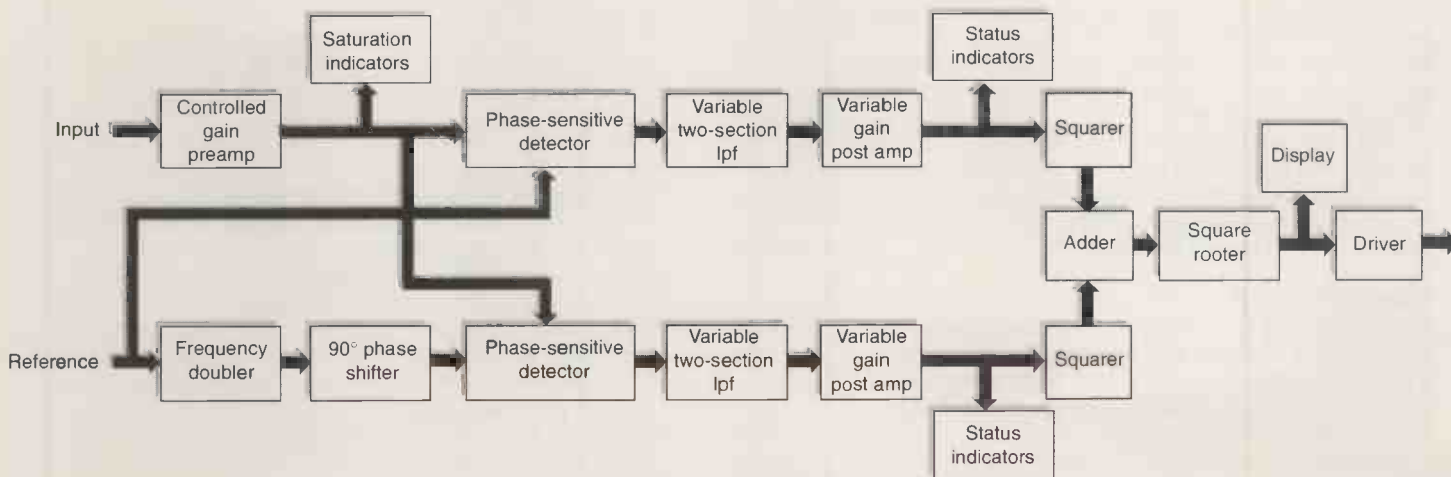 Saturation
indicators
Status
indicators
Input
Controlled
gain
preamp
Phase-sensitive
detector
Variable
two-section
lpf
Variable
gain
post amp
Squarer
Display
Adder
Square
rooter
Driver
Reference
Frequency
doubler
90° phase
shifter
Phase-sensitive
detector
Variable
two-section
lpf
Variable
gain
post amp
Squarer
Status
indicators